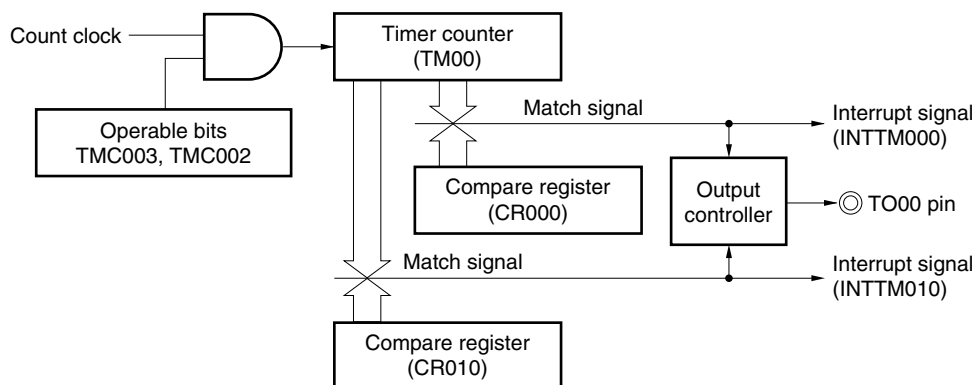 Count clock
Timer counter
(TM00)
Operable bits
TMC003, TMC002
Match signal
Interrupt signal
(INTTM000)
Compare register
(CR000)
Output
controller
TO00 pin
Match signal
Interrupt signal
(INTTM010)
Compare register
(CR010)